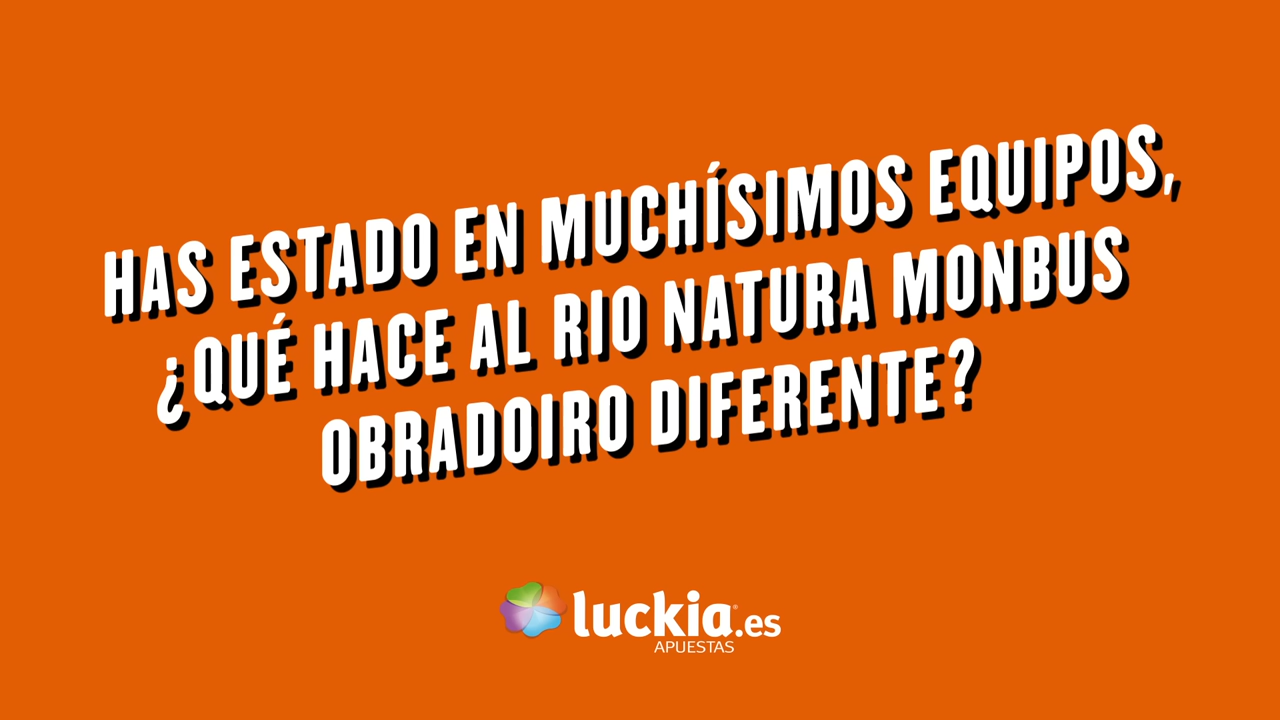 HAS ESTADO EN MUCHÍSIMOS EQUIPOS,
¿QUÉ HACE AL RIO NATURA MONBUS
OBRADOIRO DIFERENTE?
luckia®.es
APUESTAS